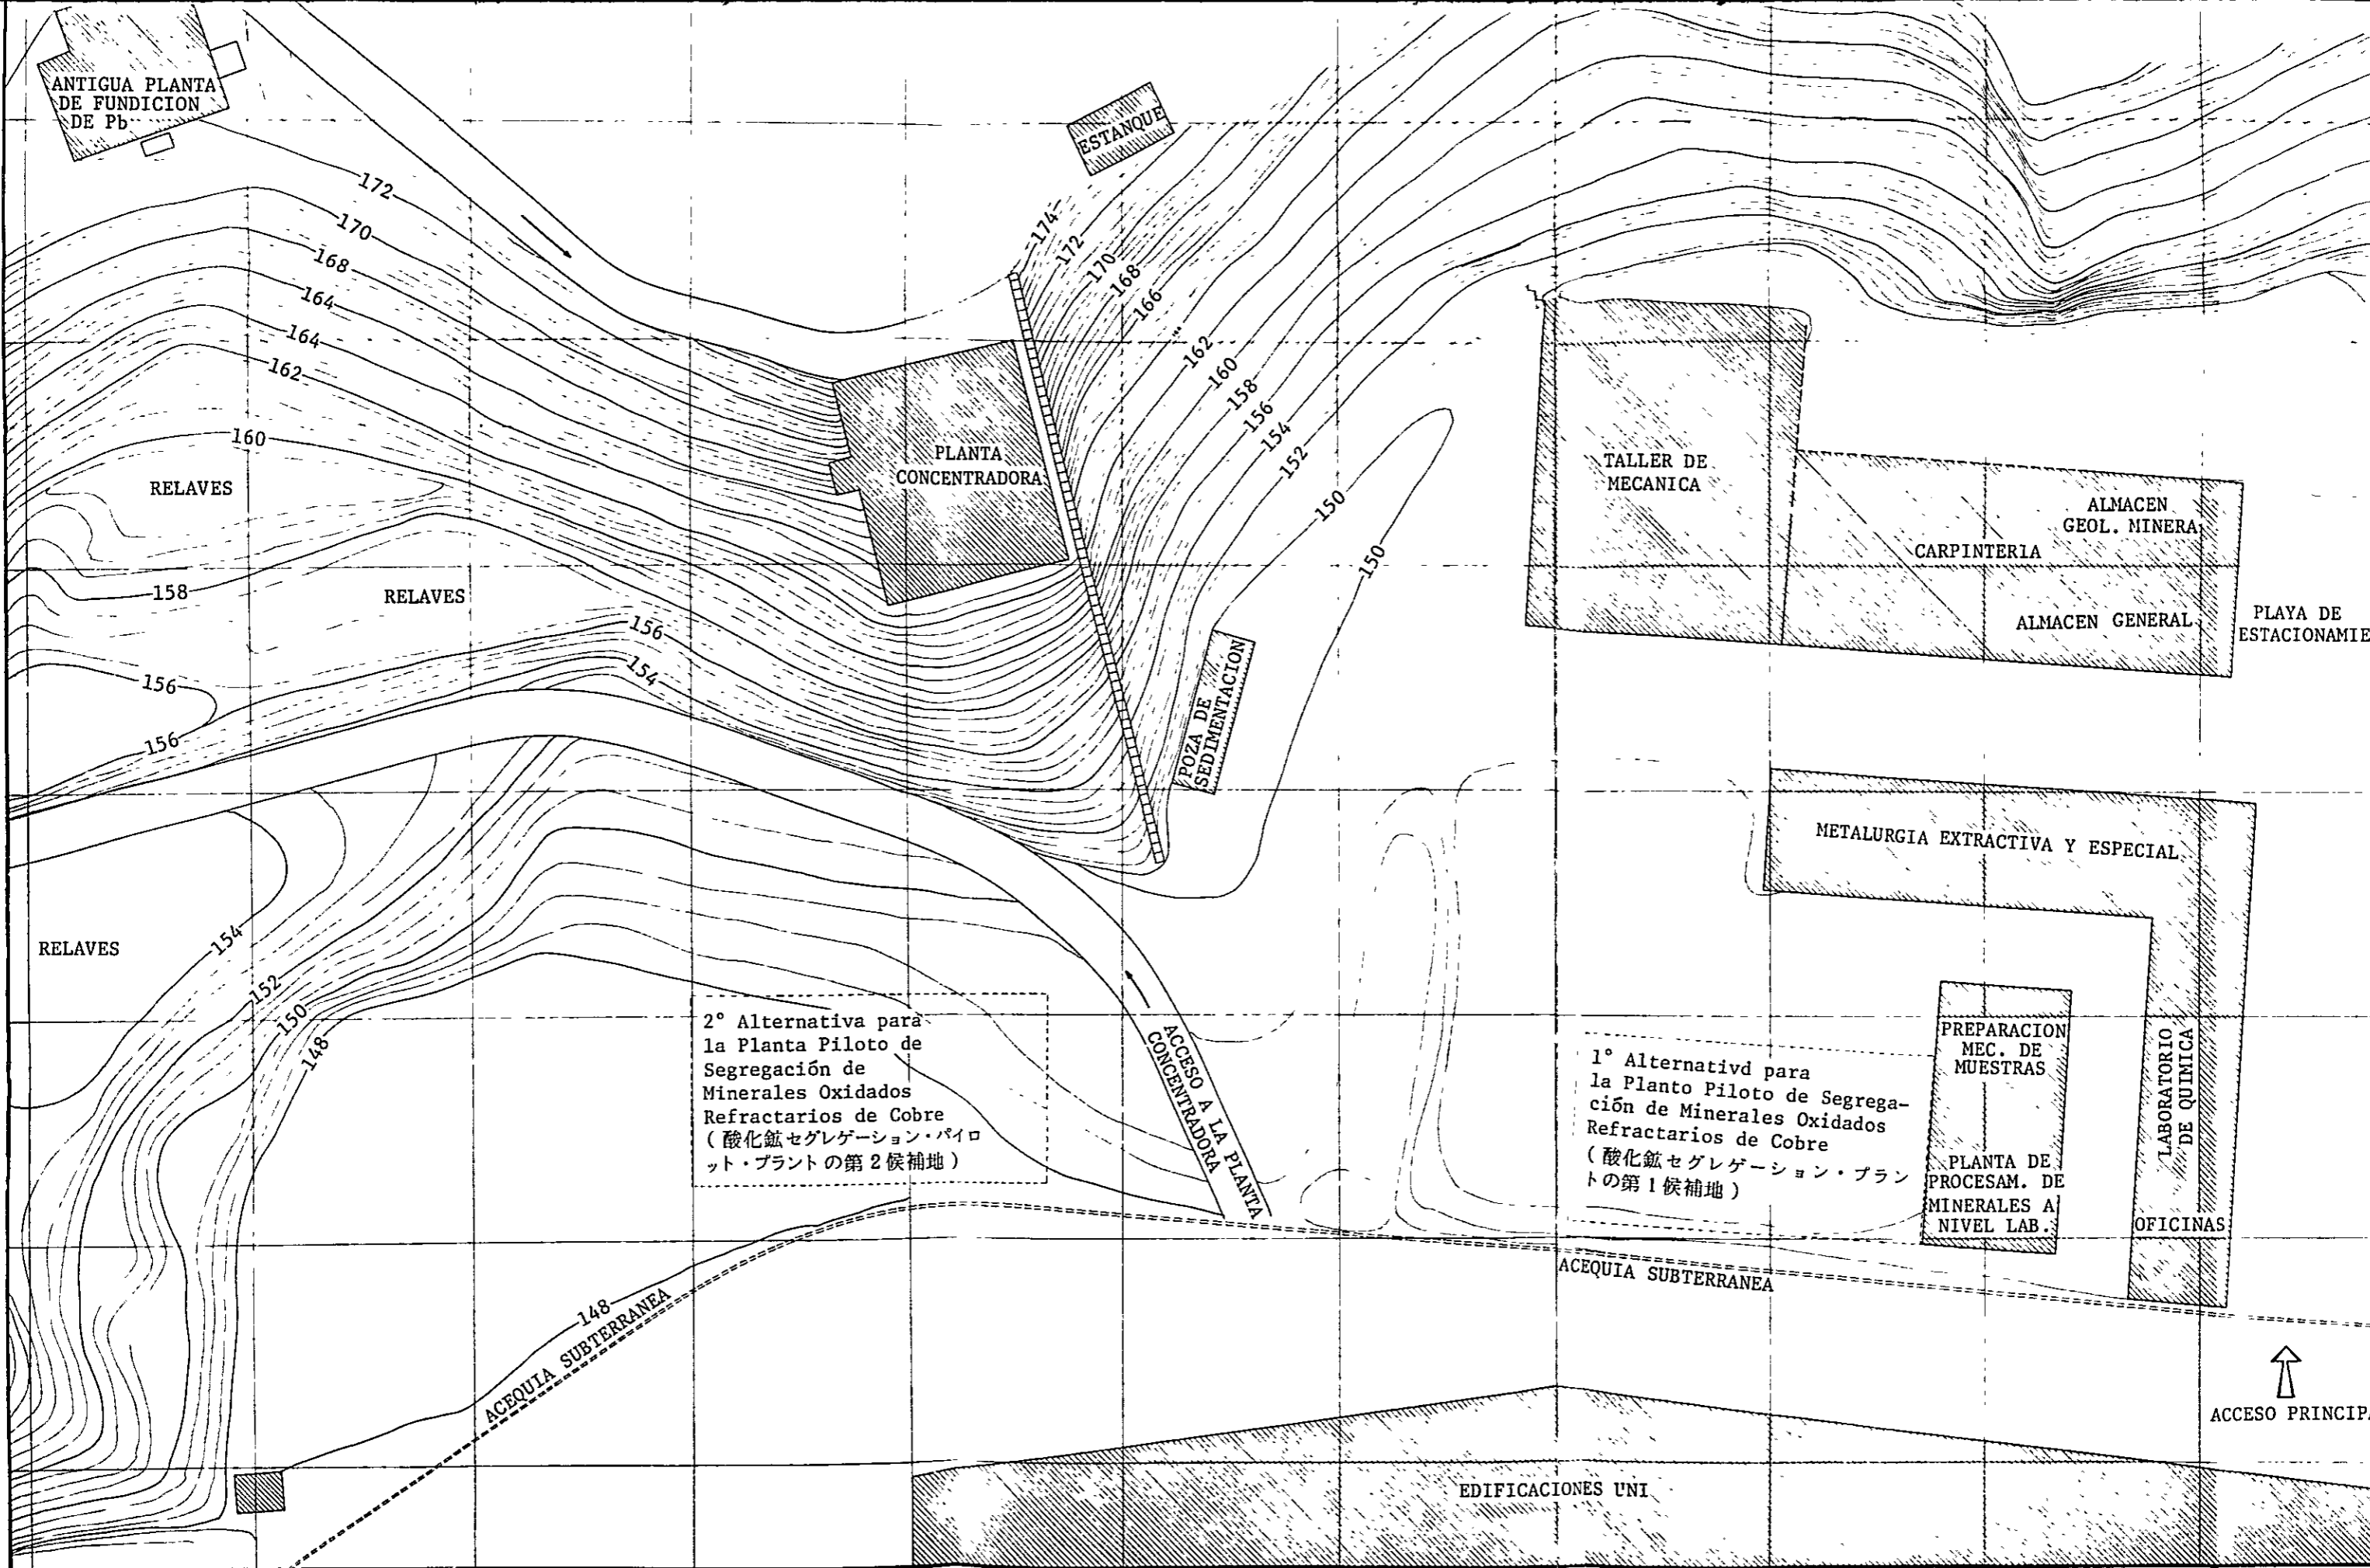 ANTIGUA PLANTA
DE FUNDICION
DE Pb
ESTANQUE
172
170
168
164
164
162
160
174
172
170
168
166
162
160
158
156
154
152
150
150
RELAVES
158
RELAVES
156
154
156
156
PLANTA
CONCENTRADORA
POZA DE
SEDIMENTACION
TALLER DE
MECANICA
ALMACEN
GEOL. MINERA
CARPINTERIA
ALMACEN GENERAL
PLAYA DE
ESTACIONAMIE
METALURGIA EXTRACTIVA Y ESPECIAL
RELAVES
154
152
150
148
2° Alternativa para
la Planta Piloto de
Segregación de
Minerales Oxidados
Refractarios de Cobre
(酸化鉱セグレゲーション・パイロ
ット・プラントの第2候補地)
ACCESO A LA PLANTA
CONCENTRADORA
1° Alternativd para
la Planto Piloto de Segrega-
ción de Minerales Oxidados
Refractarios de Cobre
(酸化鉱セグレゲーション・プラン
トの第1候補地)
PREPARACION
MEC. DE
MUESTRAS
PLANTA DE
PROCESAM. DE
MINERALES A
NIVEL LAB.
LABORATORIO
DE QUIMICA
OFICINAS
ACEQUIA SUBTERRANEA
148
ACEQUIA SUBTERRANEA
ACCESO PRINCIPA
EDIFICACIONES UNI